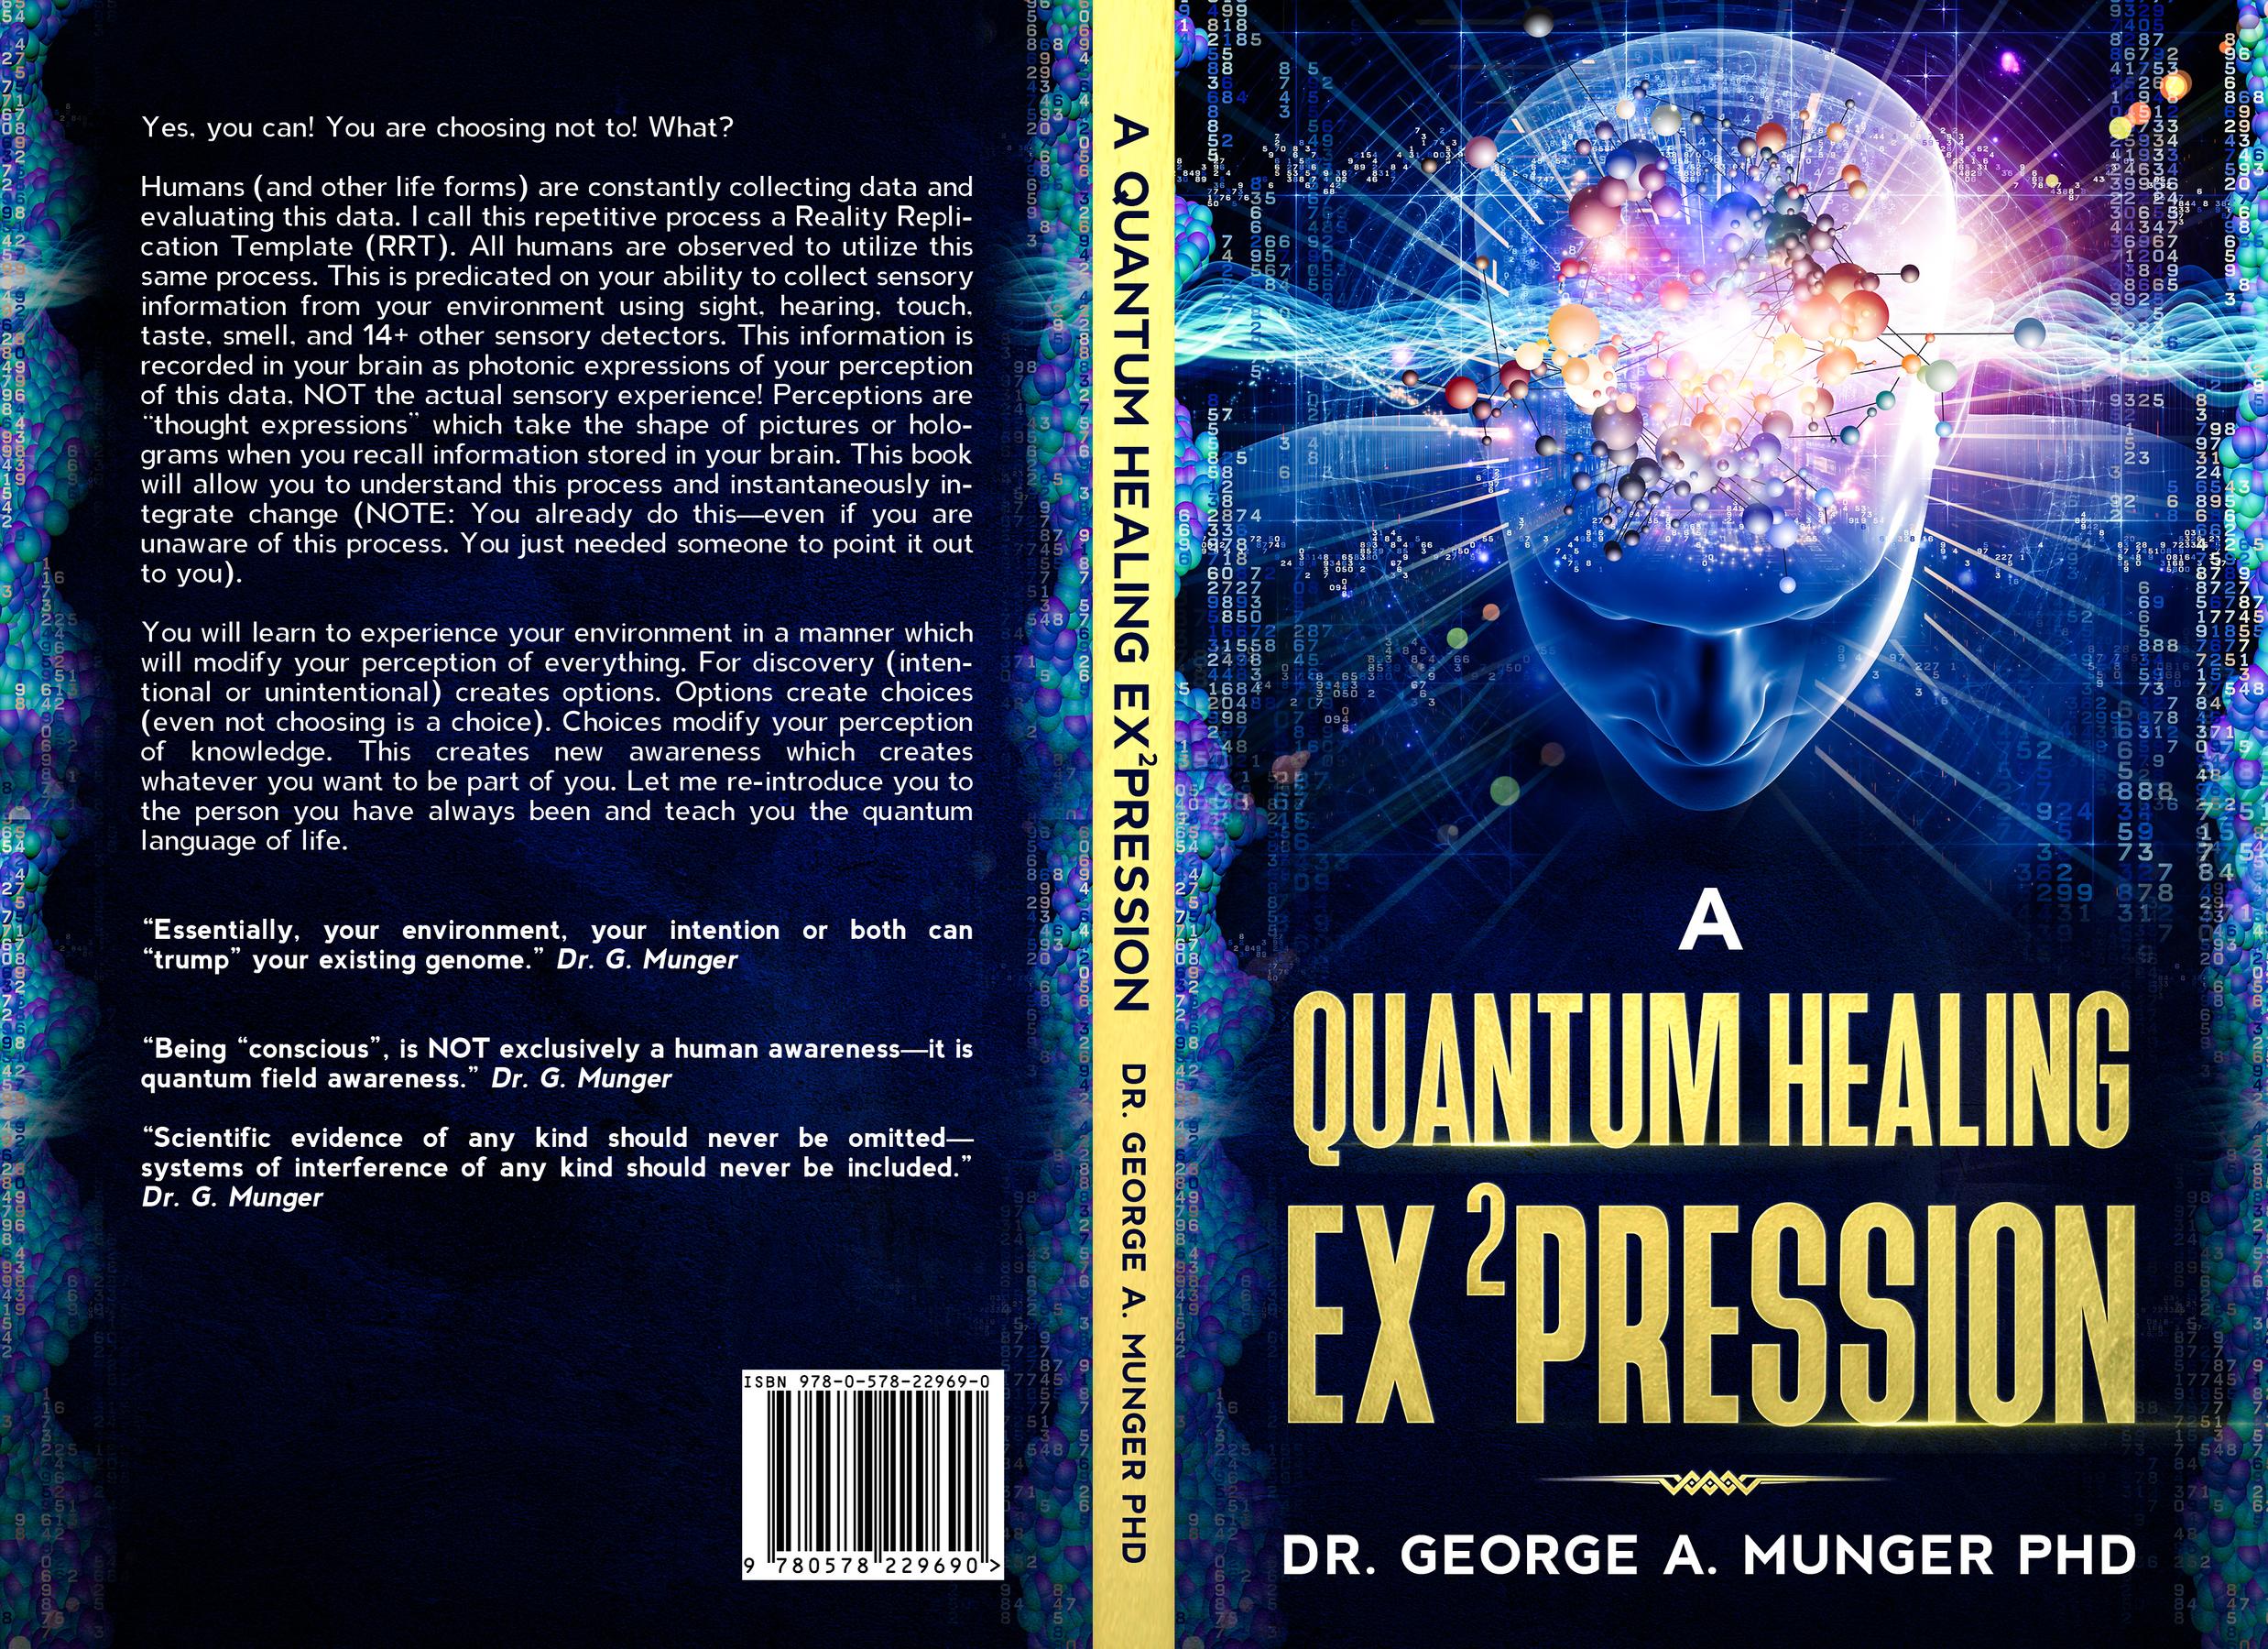 Yes, you can! You are choosing not to! What?
Humans (and other life forms) are constantly collecting data and
evaluating this data. I call this repetitive process a Reality Repli-
cation Template (RRT). All humans are observed to utilize this
same process. This is predicated on your ability to collect sensory
information from your environment using sight, hearing, touch,
taste, smell, and 14+ other sensory detectors. This information is
recorded in your brain as photonic expressions of your perception
of this data, NOT the actual sensory experience! Perceptions are
“thought expressions” which take the shape of pictures or holo-
grams when you recall information stored in your brain. This book
will allow you to understand this process and instantaneously in-
tegrate change (NOTE: You already do this—even if you are
unaware of this process. You just needed someone to point it out
to you).
You will learn to experience your environment in a manner which
will modify your perception of everything. For discovery (inten-
tional or unintentional) creates options. Options create choices
(even not choosing is a choice). Choices modify your perception
of knowledge. This creates new awareness which creates
whatever you want to be part of you. Let me re-introduce you to
the person you have always been and teach you the quantum
language of life.
“Essentially, your environment, your intention or both can
“trump” your existing genome.” Dr. G. Munger
“Being “conscious”, is NOT exclusively a human awareness—it is
quantum field awareness.” Dr. G. Munger
“Scientific evidence of any kind should never be omitted—
systems of interference of any kind should never be included.”
Dr. G. Munger
ISBN 978-0-578-22969-0
9 780578 229690 >
A QUANTUM HEALING EX²PRESSION DR. GEORGE A. MUNGER PHD
A
QUANTUM HEALING
EX ²PRESSION
DR. GEORGE A. MUNGER PHD